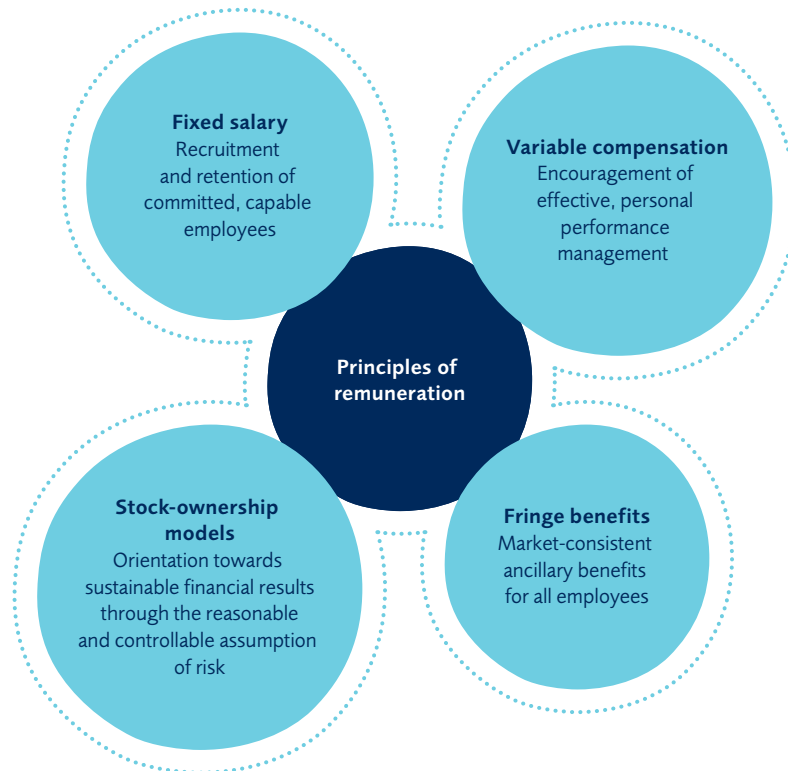 Fixed salary
Recruitment
and retention of
committed, capable
employees
Variable compensation
Encouragement of
effective, personal
performance
management
Principles of
remuneration
Stock-ownership
models
Orientation towards
sustainable financial results
through the reasonable
and controllable assumption
of risk
Fringe benefits
Market-consistent
ancillary benefits
for all employees